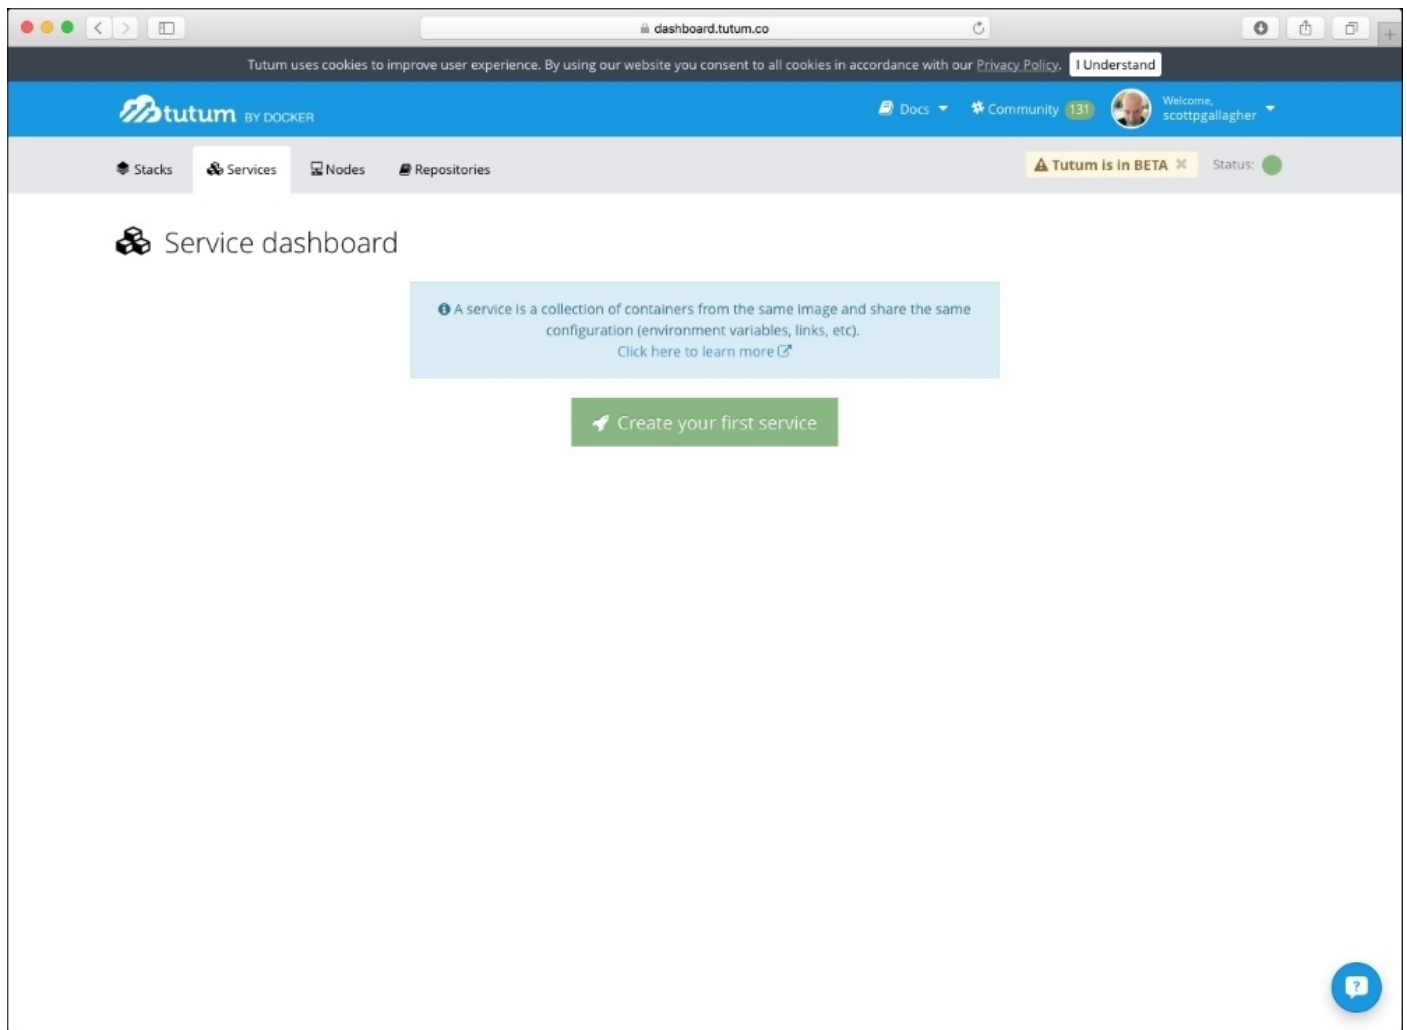 dashboard.tutum.co
Tutum uses cookies to improve user experience. By using our website you consent to all cookies in accordance with our Privacy Policy. I Understand
tutum BY DOCKER
Docs
Community 131
Welcome,
scottpgallagher
Stacks
Services
Nodes
Repositories
Tutum is in BETA
Status:
Service dashboard
A service is a collection of containers from the same image and share the same
configuration (environment variables, links, etc).
Click here to learn more
Create your first service
?